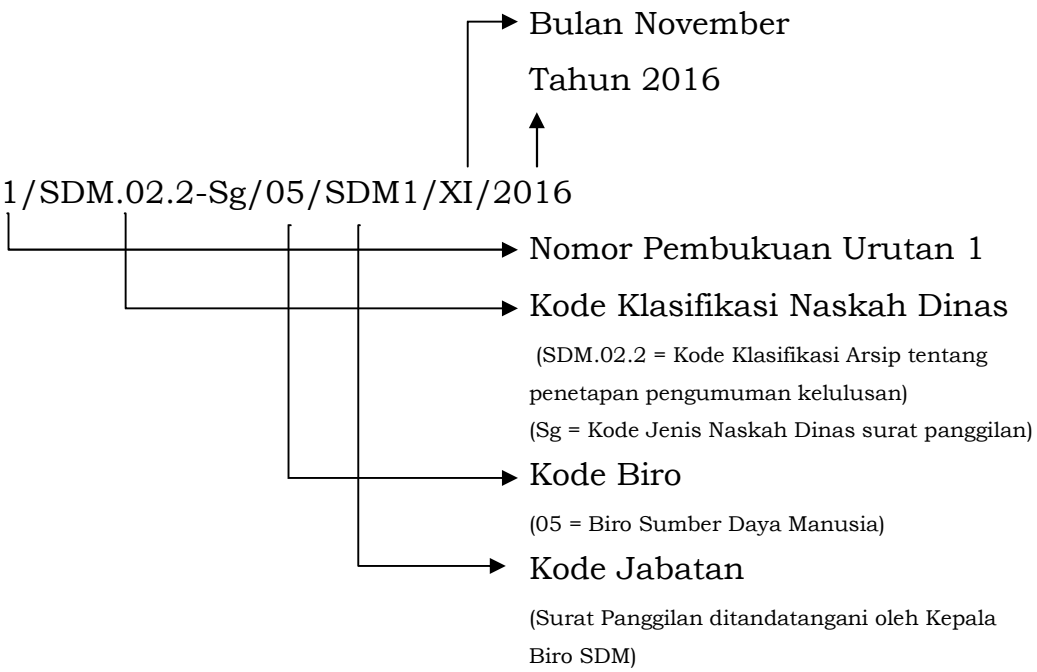 Bulan November
Tahun 2016
1/SDM.02.2-Sg/05/SDM1/XI/2016
Nomor Pembukuan Urutan 1
Kode Klasifikasi Naskah Dinas
(SDM.02.2 = Kode Klasifikasi Arsip tentang
penetapan pengumuman kelulusan)
(Sg = Kode Jenis Naskah Dinas surat panggilan)
Kode Biro
(05 = Biro Sumber Daya Manusia)
Kode Jabatan
(Surat Panggilan ditandatangani oleh Kepala
Biro SDM)